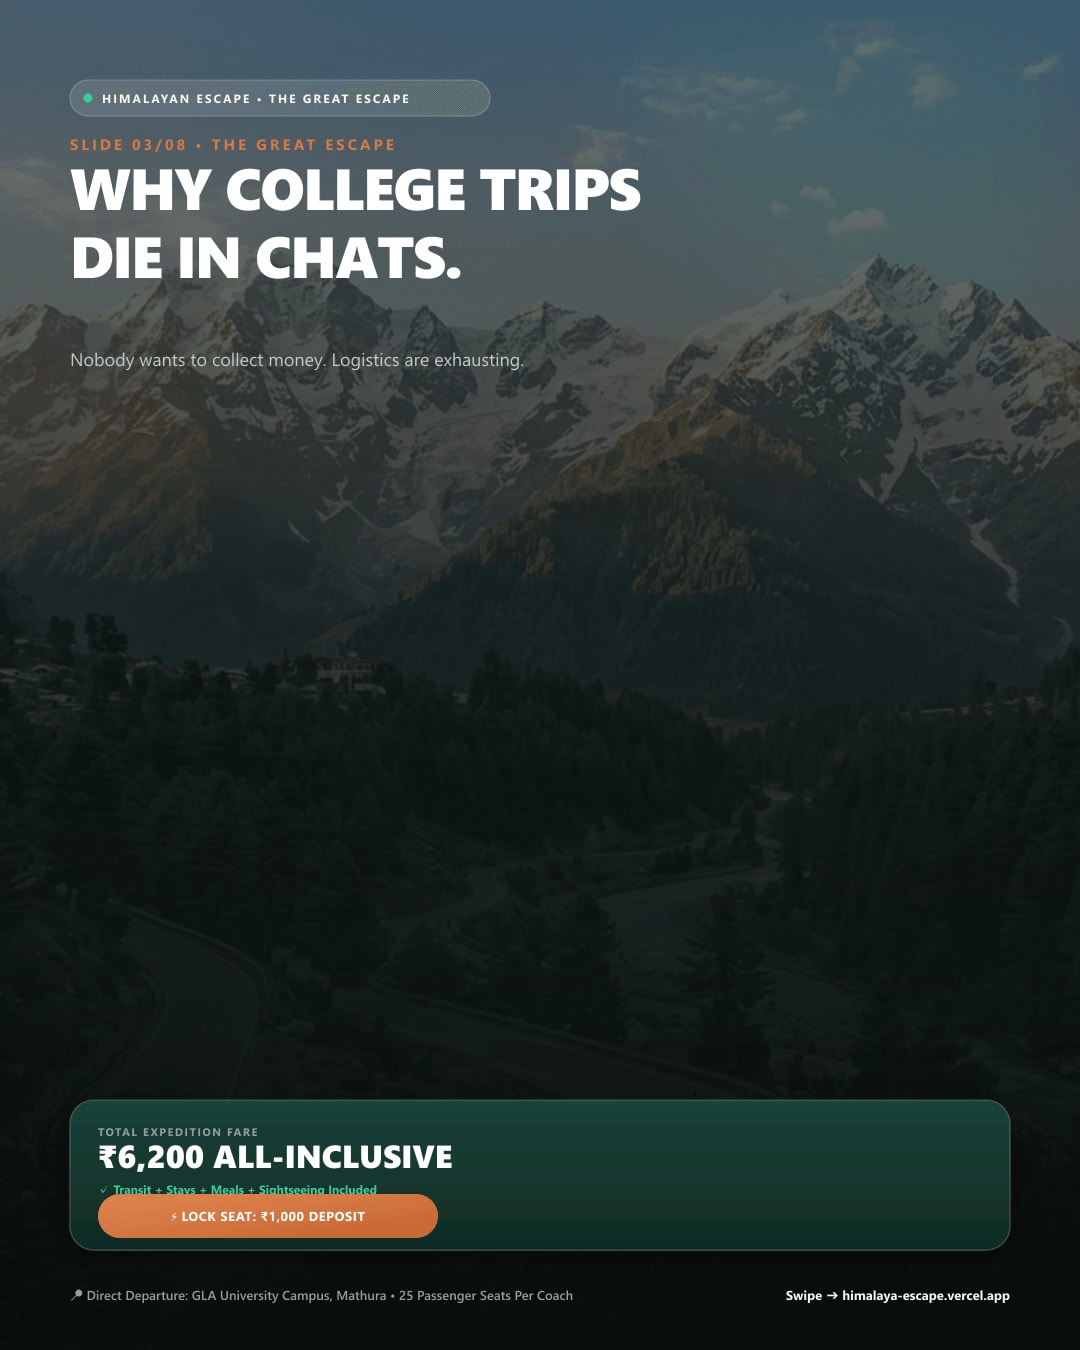 HIMALAYAN ESCAPE • THE GREAT ESCAPE
SLIDE 03/08 • THE GREAT ESCAPE
WHY COLLEGE TRIPS
DIE IN CHATS.
Nobody wants to collect money. Logistics are exhausting.
TOTAL EXPEDITION FARE
₹6,200 ALL-INCLUSIVE
✓ Transit + Stays + Meals + Sightseeing Included
⚡ LOCK SEAT: ₹1,000 DEPOSIT
📍 Direct Departure: GLA University Campus, Mathura • 25 Passenger Seats Per Coach
Swipe → himalaya-escape.vercel.app